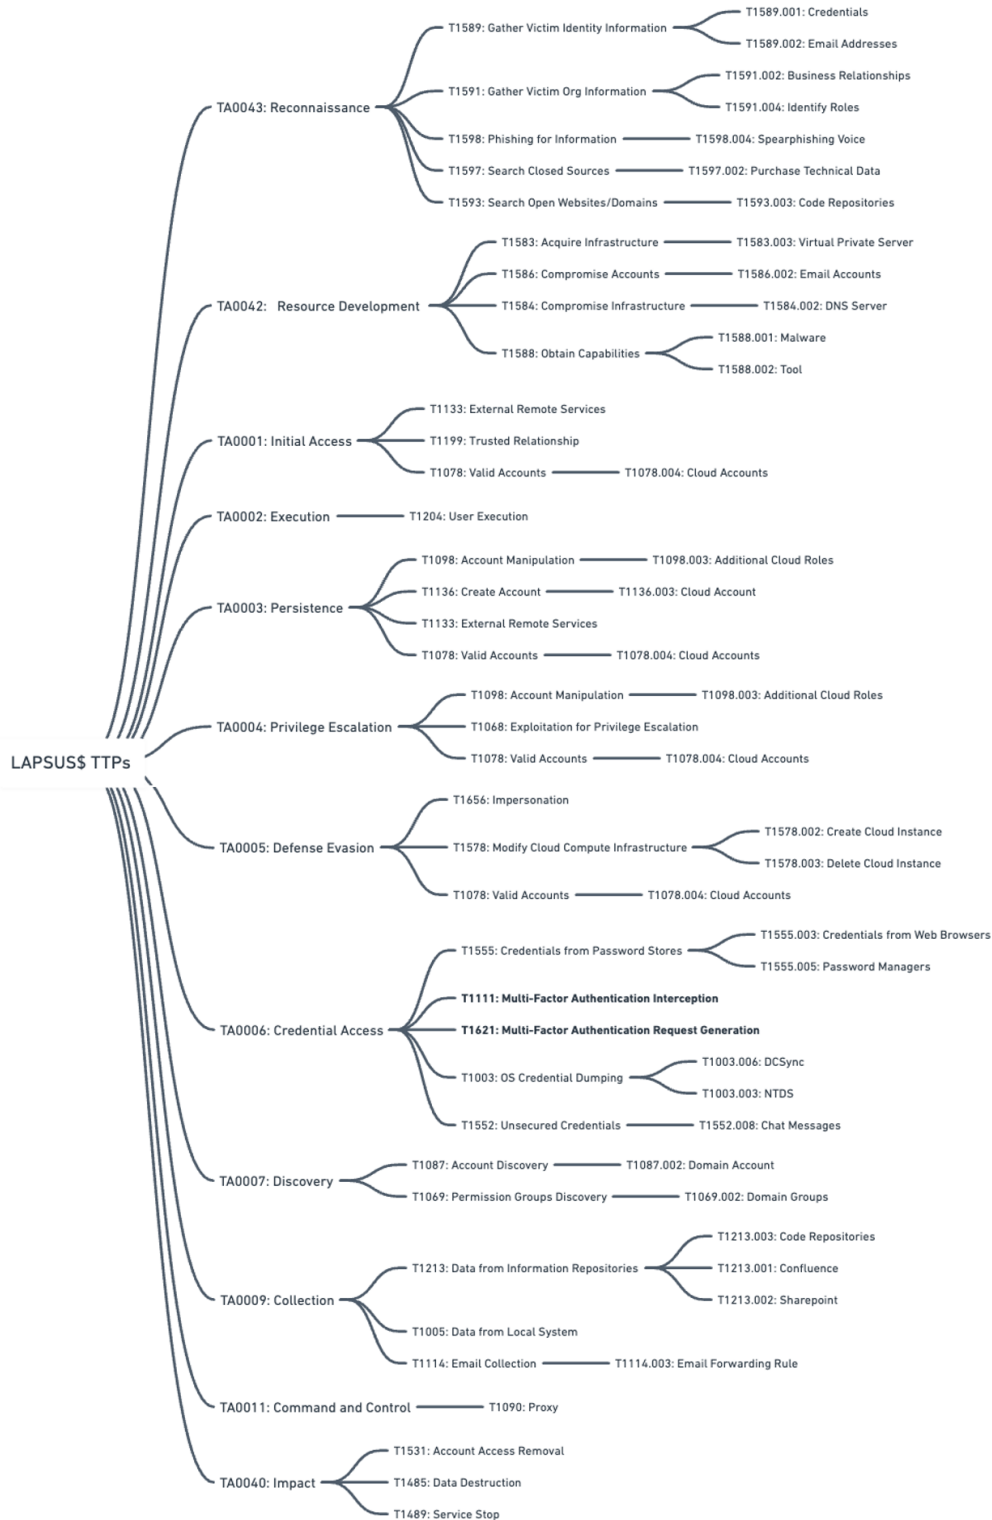 LAPSUS$ TTPs
TA0043: Reconnaissance
T1589: Gather Victim Identity Information
T1589.001: Credentials
T1589.002: Email Addresses
T1591: Gather Victim Org Information
T1591.002: Business Relationships
T1591.004: Identify Roles
T1598: Phishing for Information
T1598.004: Spearphishing Voice
T1597: Search Closed Sources
T1597.002: Purchase Technical Data
T1593: Search Open Websites/Domains
T1593.003: Code Repositories
TA0042: Resource Development
T1583: Acquire Infrastructure
T1583.003: Virtual Private Server
T1586: Compromise Accounts
T1586.002: Email Accounts
T1584: Compromise Infrastructure
T1584.002: DNS Server
T1588: Obtain Capabilities
T1588.001: Malware
T1588.002: Tool
TA0001: Initial Access
T1133: External Remote Services
T1199: Trusted Relationship
T1078: Valid Accounts
T1078.004: Cloud Accounts
TA0002: Execution
T1204: User Execution
TA0003: Persistence
T1098: Account Manipulation
T1098.003: Additional Cloud Roles
T1136: Create Account
T1136.003: Cloud Account
T1133: External Remote Services
T1078: Valid Accounts
T1078.004: Cloud Accounts
TA0004: Privilege Escalation
T1098: Account Manipulation
T1098.003: Additional Cloud Roles
T1068: Exploitation for Privilege Escalation
T1078: Valid Accounts
T1078.004: Cloud Accounts
TA0005: Defense Evasion
T1656: Impersonation
T1578: Modify Cloud Compute Infrastructure
T1578.002: Create Cloud Instance
T1578.003: Delete Cloud Instance
T1078: Valid Accounts
T1078.004: Cloud Accounts
TA0006: Credential Access
T1555: Credentials from Password Stores
T1555.003: Credentials from Web Browsers
T1555.005: Password Managers
T1111: Multi-Factor Authentication Interception
T1621: Multi-Factor Authentication Request Generation
T1003: OS Credential Dumping
T1003.006: DCSync
T1003.003: NTDS
T1552: Unsecured Credentials
T1552.008: Chat Messages
TA0007: Discovery
T1087: Account Discovery
T1087.002: Domain Account
T1069: Permission Groups Discovery
T1069.002: Domain Groups
TA0009: Collection
T1213: Data from Information Repositories
T1213.003: Code Repositories
T1213.001: Confluence
T1213.002: Sharepoint
T1005: Data from Local System
T1114: Email Collection
T1114.003: Email Forwarding Rule
TA0011: Command and Control
T1090: Proxy
TA0040: Impact
T1531: Account Access Removal
T1485: Data Destruction
T1489: Service Stop